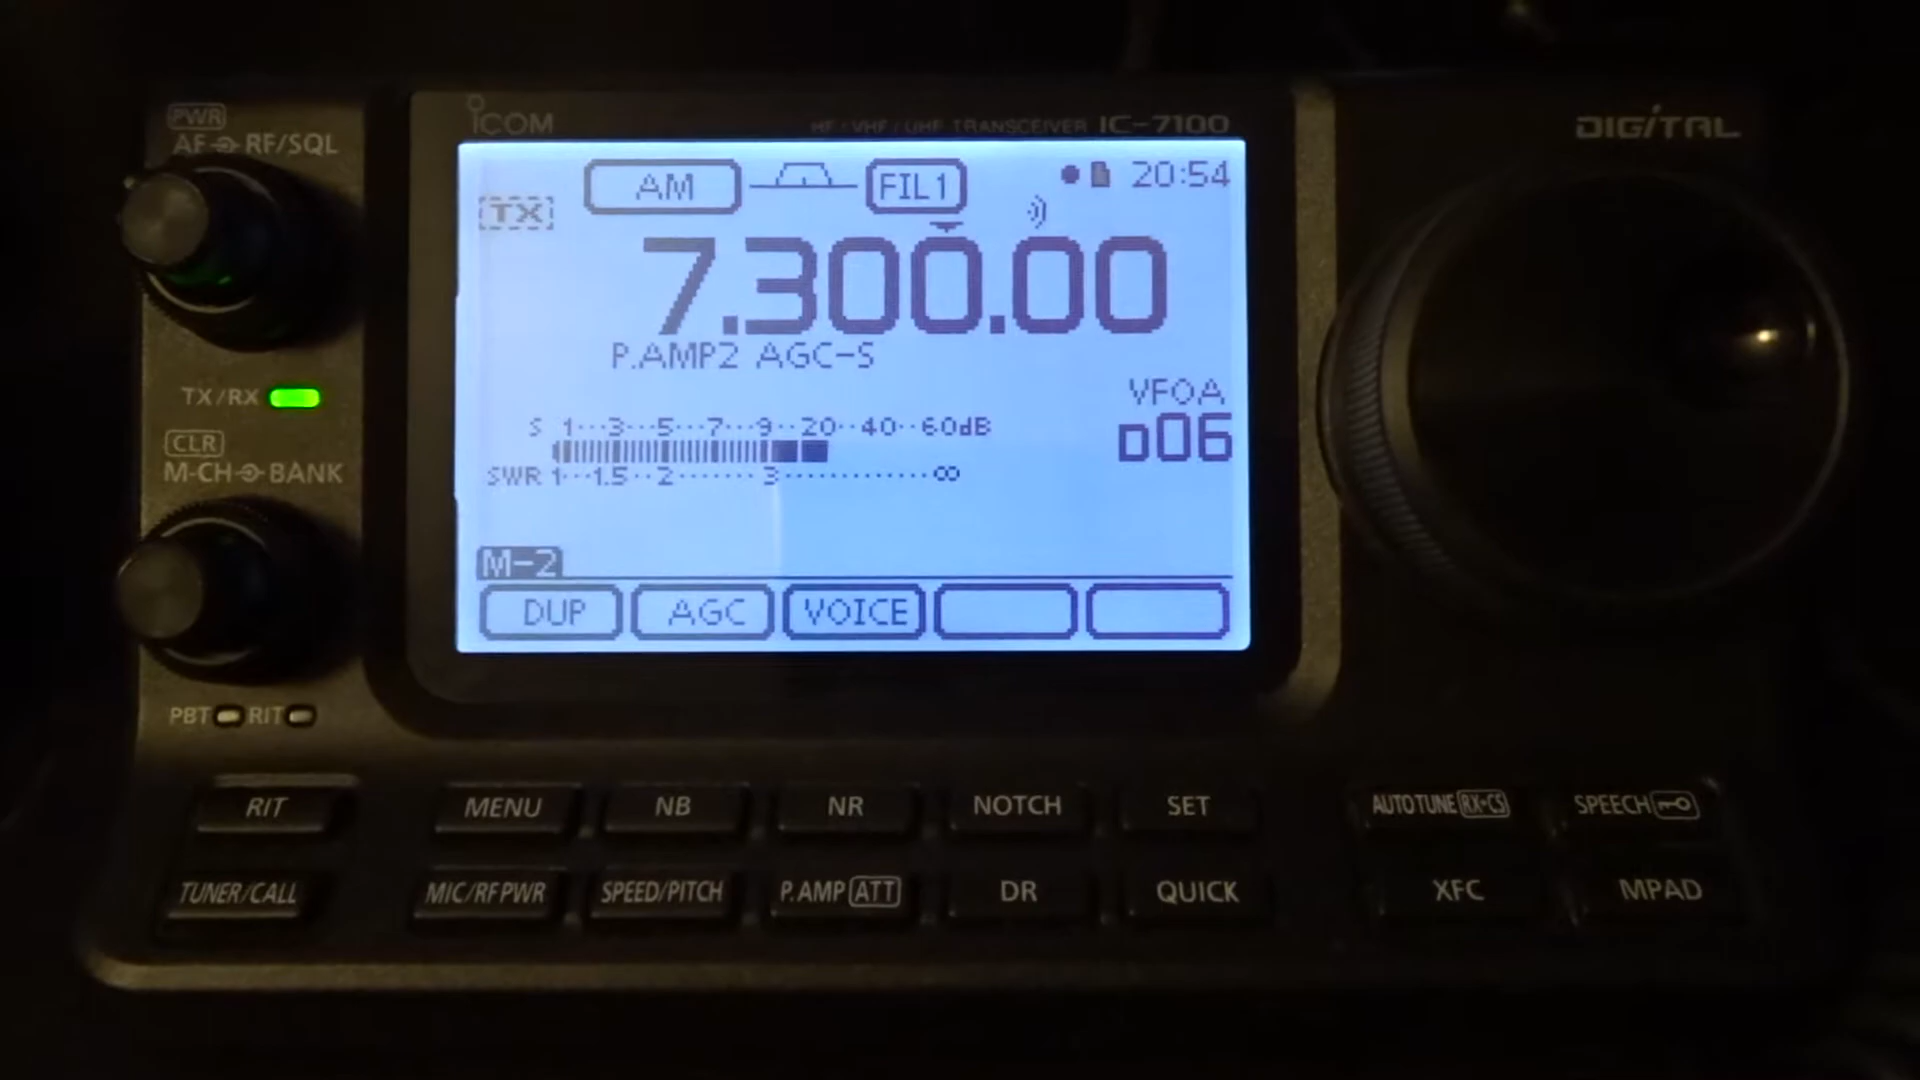 ICOM HF/VHF/UHF TRANSCEIVER IC-7100
DIGITAL
PWR
AF RF/SQL
AM FIL1 20:54
TX
7.300.00
P.AMP2 AGC-S
TX/RX
VFOA
S 1···3···5···7···9··20··40··60dB
006
CLR
M-CH BANK
SWR 1···1.5··2·······3············∞
M-2
DUP AGC VOICE
PBT RIT
RIT MENU NB NR NOTCH SET AUTOTUNE RX→CS SPEECH
TUNER/CALL MIC/RF PWR SPEED/PITCH P.AMP ATT DR QUICK XFC MPAD